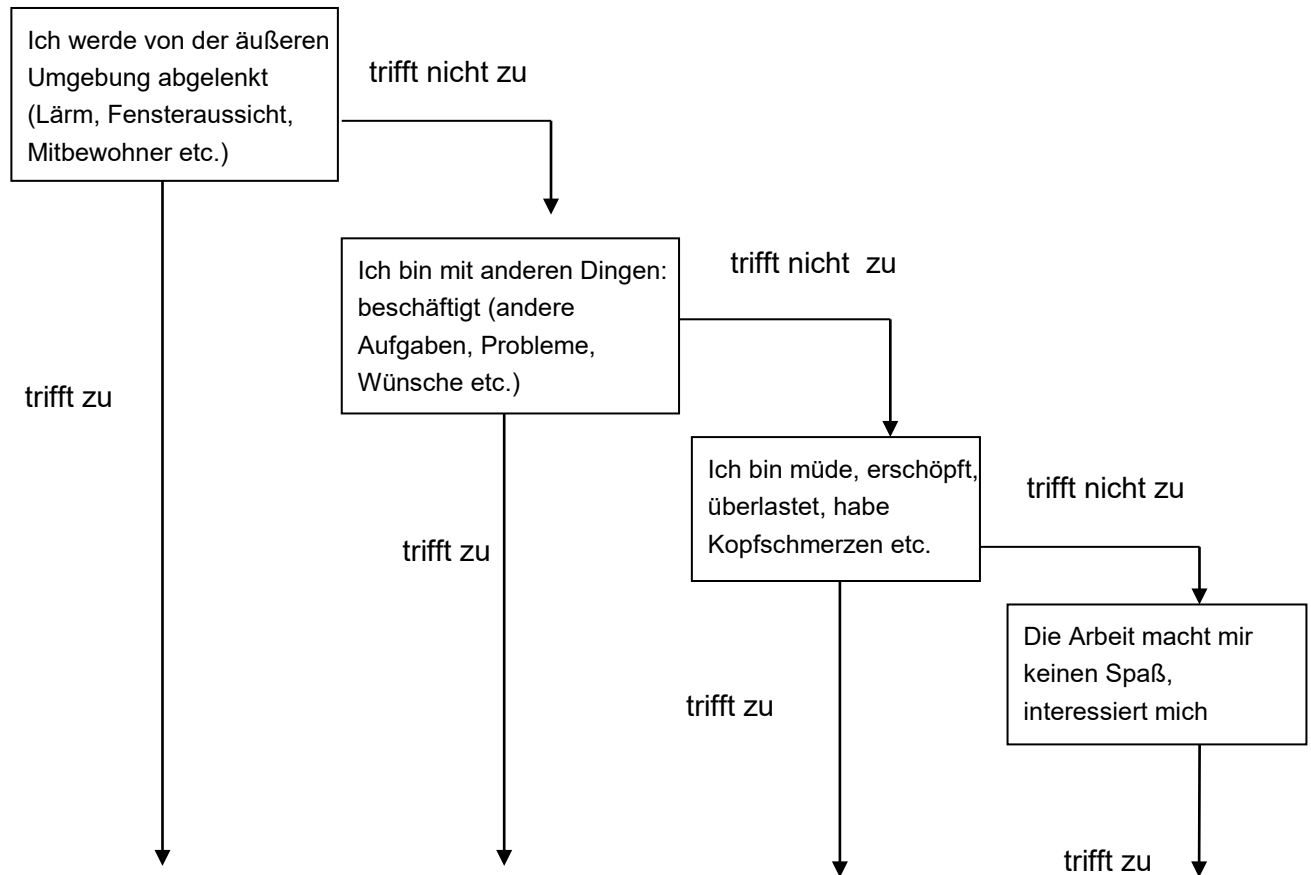 Ich werde von der äußeren
Umgebung abgelenkt
(Lärm, Fensteraussicht,
Mitbewohner etc.)
trifft nicht zu
Ich bin mit anderen Dingen:
beschäftigt (andere
Aufgaben, Probleme,
Wünsche etc.)
trifft nicht  zu
trifft zu
Ich bin müde, erschöpft,
überlastet, habe
Kopfschmerzen etc.
trifft nicht zu
trifft zu
Die Arbeit macht mir
keinen Spaß,
interessiert mich
trifft zu
trifft zu